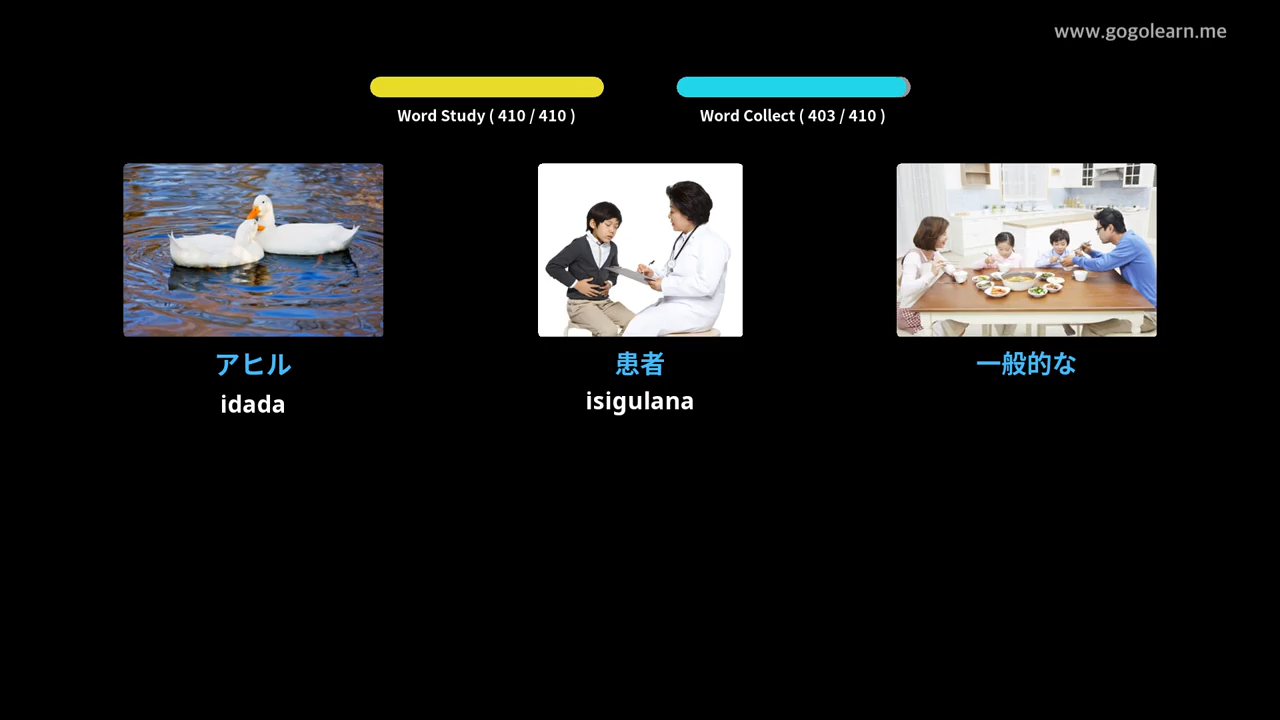 www.gogolearn.me
Word Study ( 410 / 410 )
Word Collect ( 403 / 410 )
アヒル
idada
患者
isigulana
一般的な